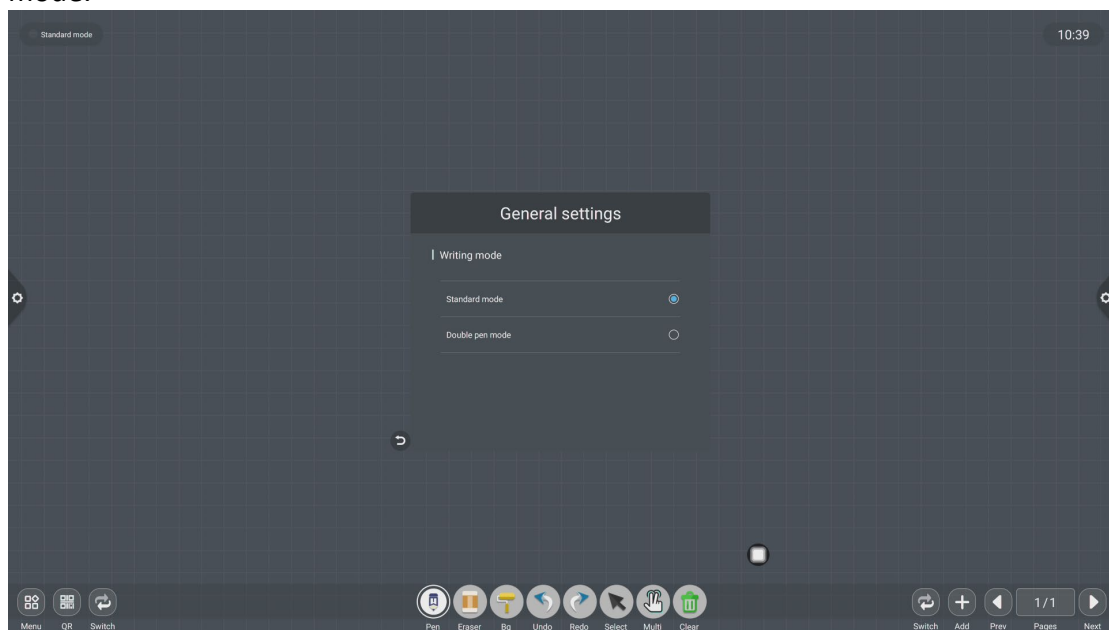 Standard mode
10:39
General settings
Writing mode
Standard mode
Double pen mode
1/1
Menu QR Switch Pen Eraser Bg Undo Redo Select Multi Clear Switch Add Prev Pages Next